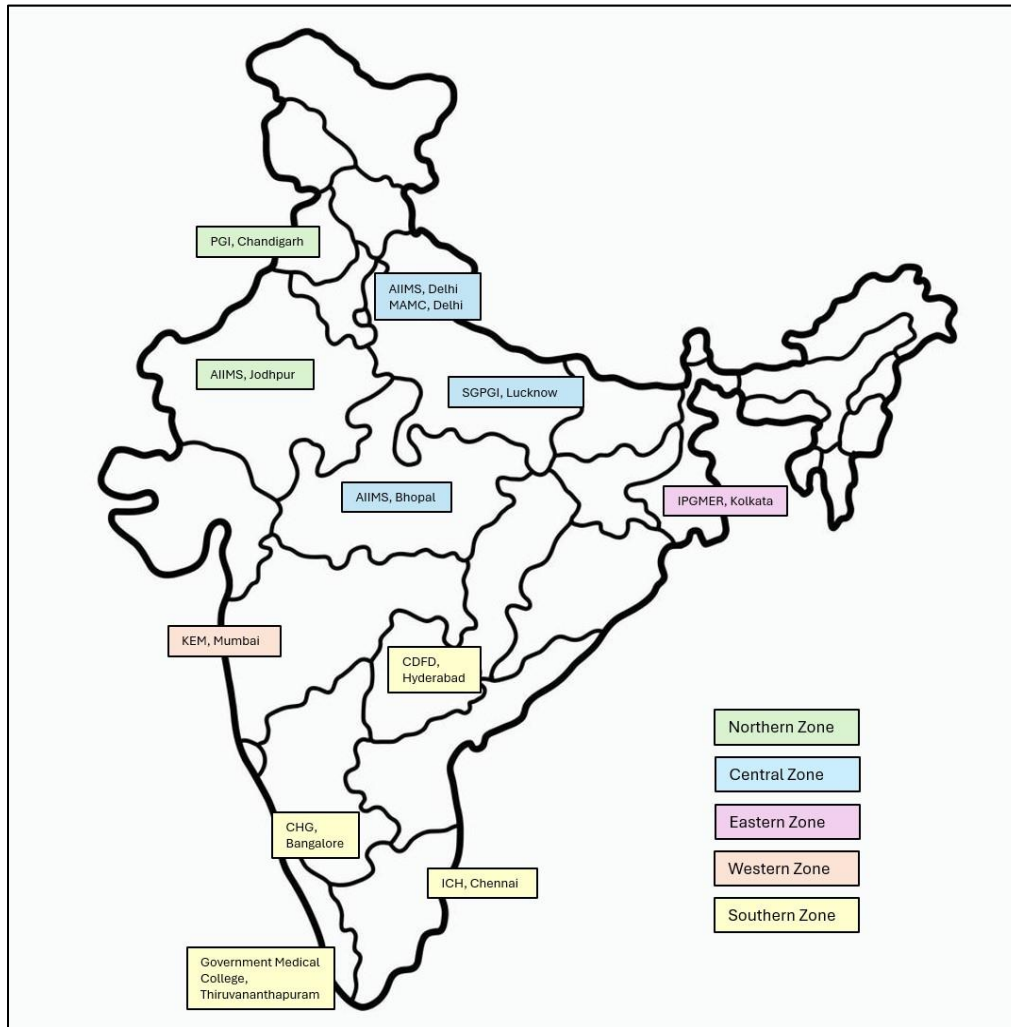 PGI, Chandigarh
AIIMS, Delhi
MAMC, Delhi
AIIMS, Jodhpur
SGPGI, Lucknow
AIIMS, Bhopal
IPGMER, Kolkata
KEM, Mumbai
CDFD,
Hyderabad
Northern Zone
Central Zone
Eastern Zone
CHG,
Bangalore
Western Zone
ICH, Chennai
Southern Zone
Government Medical
College,
Thiruvananthapuram